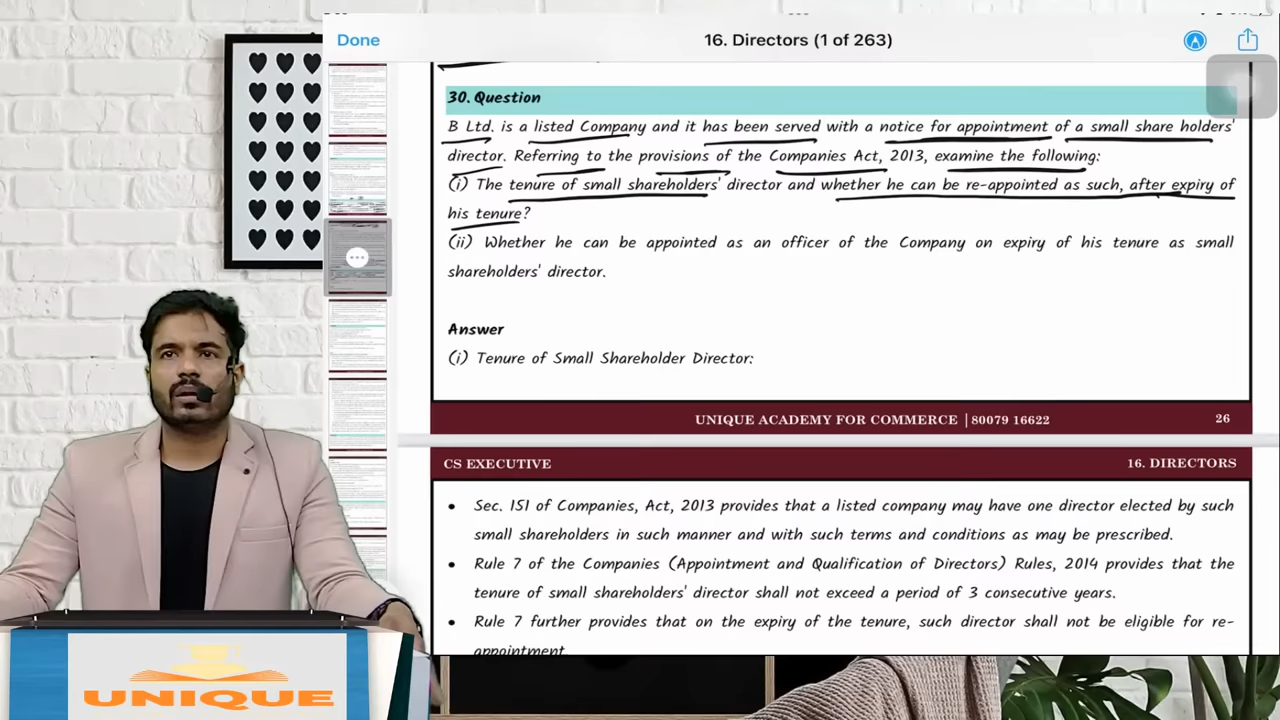 Done
16. Directors (1 of 263)
30. Question
B Ltd. is a listed Company and it has been served with a notice for appointment of a small share holders
director. Referring to the provisions of the Companies Act, 2013, examine the following:
(i) The tenure of small shareholders' director and whether he can be re-appointed as such, after expiry of
his tenure?
(ii) Whether he can be appointed as an officer of the Company on expiry of his tenure as small
shareholders' director.
Answer
(i) Tenure of Small Shareholder Director:
UNIQUE ACADEMY FOR COMMERCE | 80079 16622
26
CS EXECUTIVE
16. DIRECTORS
• Sec. 151 of Companies, Act, 2013 provides that a listed company may have one director elected by such
small shareholders in such manner and with such terms and conditions as may be prescribed.
• Rule 7 of the Companies (Appointment and Qualification of Directors) Rules, 2014 provides that the
tenure of small shareholders' director shall not exceed a period of 3 consecutive years.
• Rule 7 further provides that on the expiry of the tenure, such director shall not be eligible for re-
appointment
UNIQUE